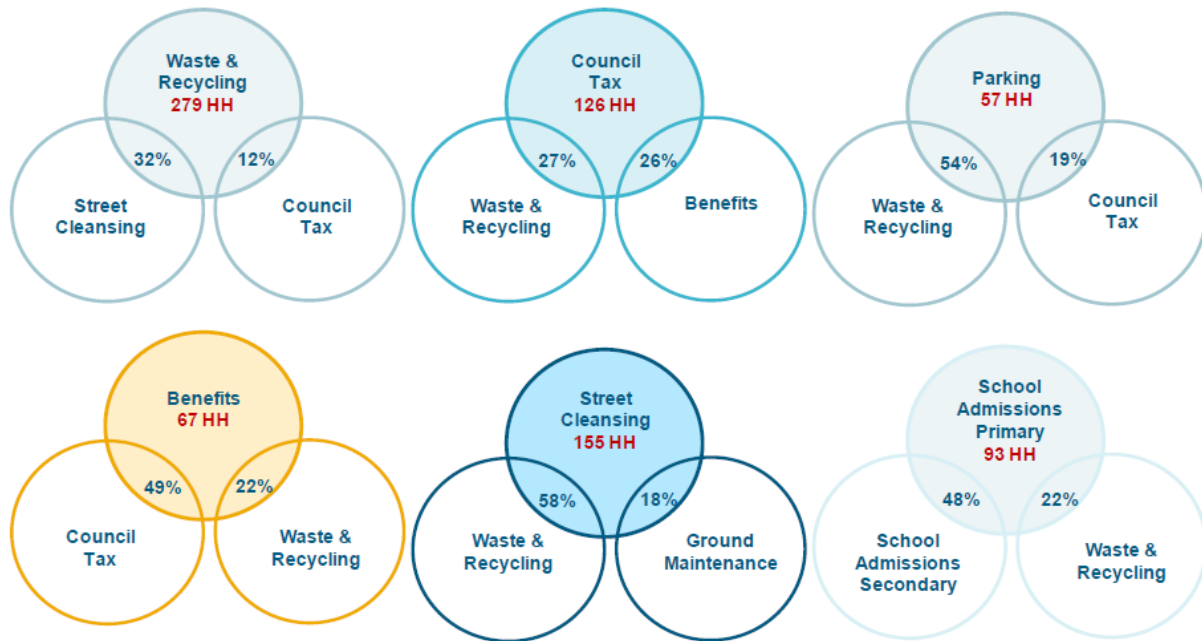 Waste &
Recycling
279 HH
32%
12%
Street
Cleansing
Council
Tax
Council
Tax
126 HH
27%
26%
Waste &
Recycling
Benefits
Parking
57 HH
54%
19%
Waste &
Recycling
Council
Tax
Benefits
67 HH
49%
22%
Council
Tax
Waste &
Recycling
Street
Cleansing
155 HH
58%
18%
Waste &
Recycling
Ground
Maintenance
School
Admissions
Primary
93 HH
48%
22%
School
Admissions
Secondary
Waste &
Recycling